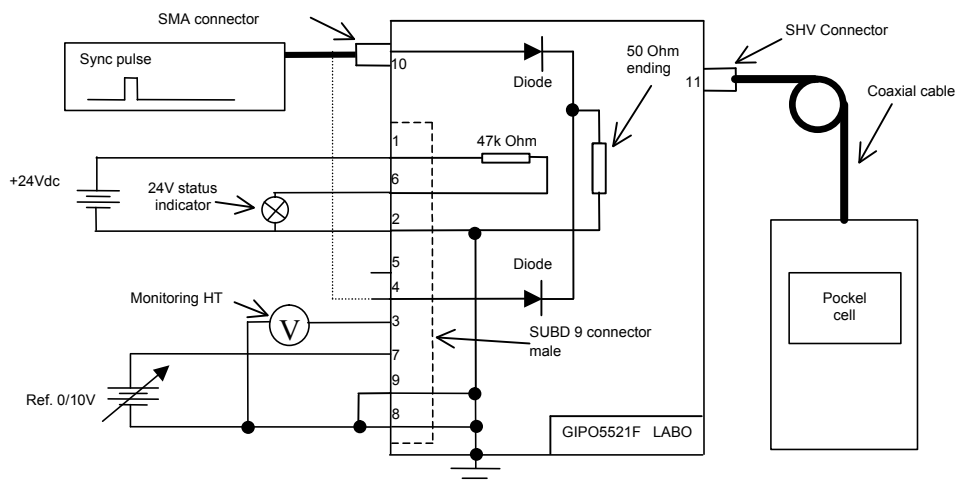 SMA connector
SHV Connector
Sync pulse
10
50 Ohm
ending
11
Diode
Coaxial cable
1
47k Ohm
+24Vdc
24V status
indicator
6
2
5
Diode
4
Monitoring HT
V
3
SUBD 9 connector
male
Pockel
cell
7
9
Ref. 0/10V
8
GIPO5521F LABO